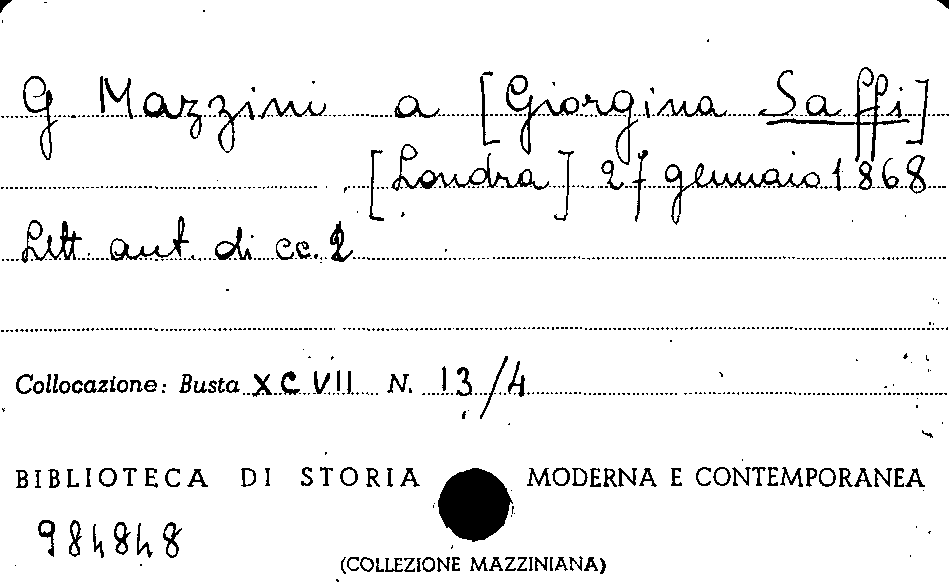 G. Mazzini a [Giorgina Saffi]
[Londra] 27 gennaio 1868
Lett. aut. di cc. 2
Collocazione: Busta XCVII N. 13/4
BIBLIOTECA DI STORIA MODERNA E CONTEMPORANEA
984848
(COLLEZIONE MAZZINIANA)